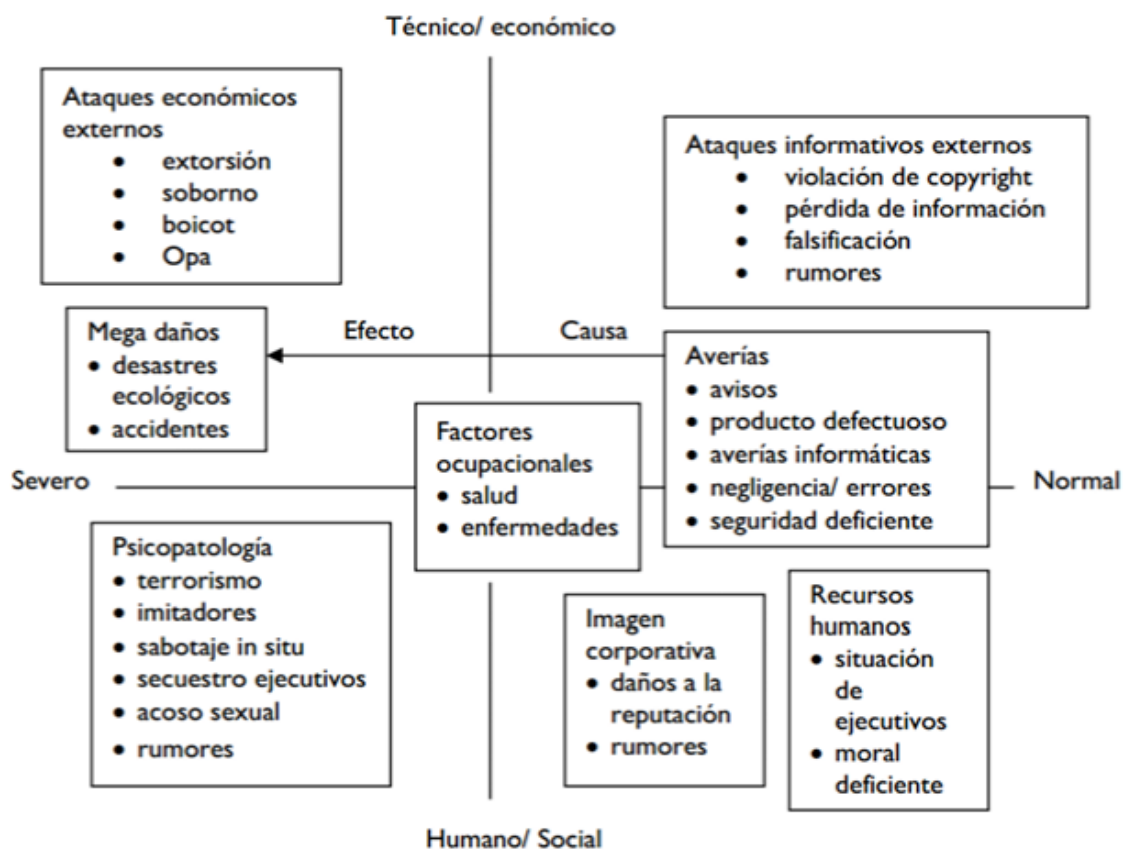 Técnico/ económico
Ataques económicos
externos
• extorsión
• soborno
• boicot
• Opa
Ataques informativos externos
• violación de copyright
• pérdida de información
• falsificación
• rumores
Mega daños
• desastres
ecológicos
• accidentes
Efecto
Causa
Averías
• avisos
• producto defectuoso
• averías informáticas
• negligencia/ errores
• seguridad deficiente
Factores
ocupacionales
• salud
• enfermedades
Severo
Normal
Psicopatología
• terrorismo
• imitadores
• sabotaje in situ
• secuestro ejecutivos
• acoso sexual
• rumores
Imagen
corporativa
• daños a la
reputación
• rumores
Recursos
humanos
• situación
de
ejecutivos
• moral
deficiente
Humano/ Social